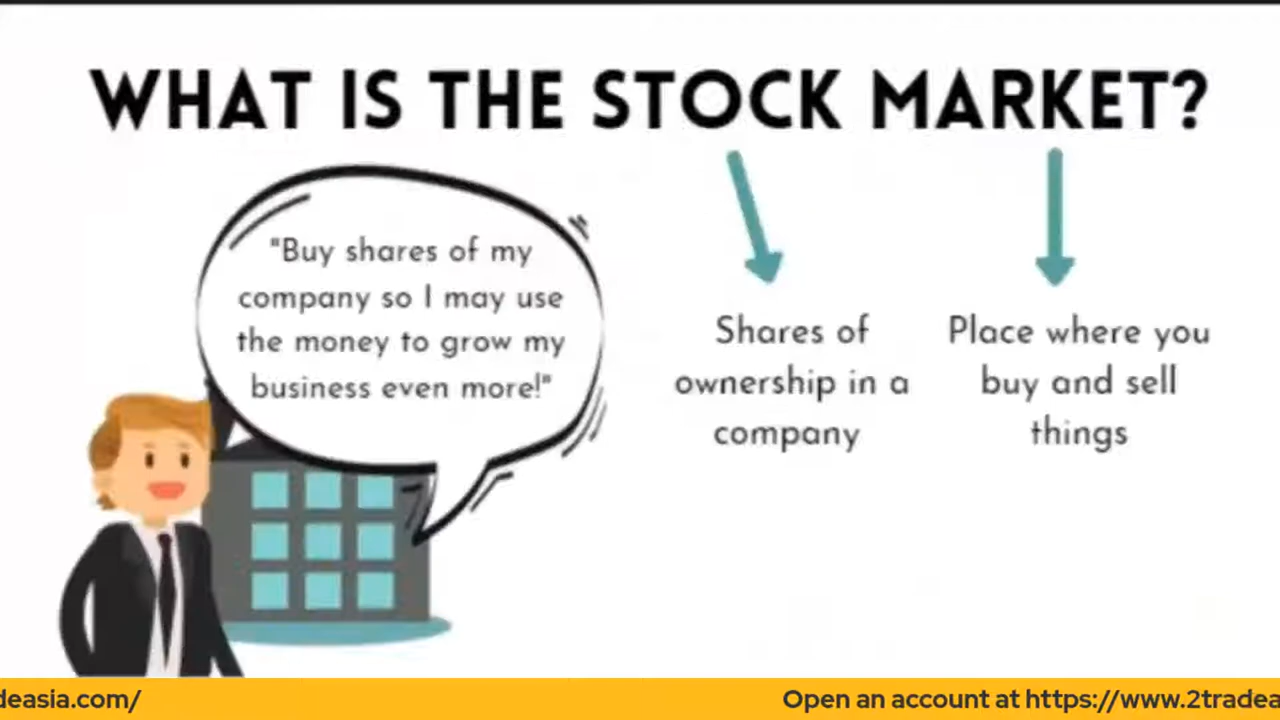 WHAT IS THE STOCK MARKET?
"Buy shares of my
company so I may use
the money to grow my
business even more!"
Shares of
ownership in a
company
Place where you
buy and sell
things
deasia.com/
Open an account at https://www.2tradea